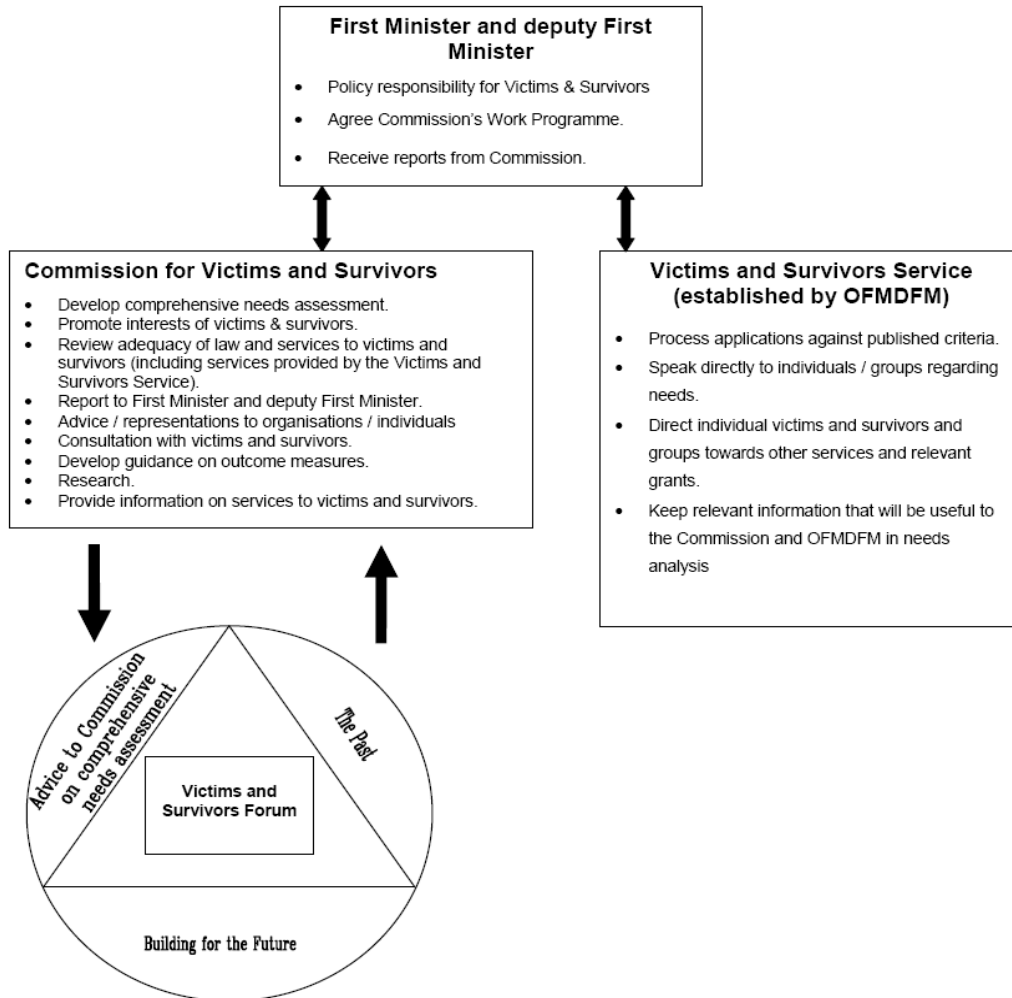 First Minister and deputy First
Minister
• Policy responsibility for Victims & Survivors
• Agree Commission's Work Programme.
• Receive reports from Commission.
Commission for Victims and Survivors
• Develop comprehensive needs assessment.
• Promote interests of victims & survivors.
• Review adequacy of law and services to victims and
survivors (including services provided by the Victims and
Survivors Service).
• Report to First Minister and deputy First Minister.
• Advice / representations to organisations / individuals
• Consultation with victims and survivors.
• Develop guidance on outcome measures.
• Research.
• Provide information on services to victims and survivors.
Victims and Survivors Service
(established by OFMDFM)
• Process applications against published criteria.
• Speak directly to individuals / groups regarding
needs.
• Direct individual victims and survivors and
groups towards other services and relevant
grants.
• Keep relevant information that will be useful to
the Commission and OFMDFM in needs
analysis
Advice to Commission
on comprehensive
needs assessment
The Past
Victims and
Survivors Forum
Building for the Future